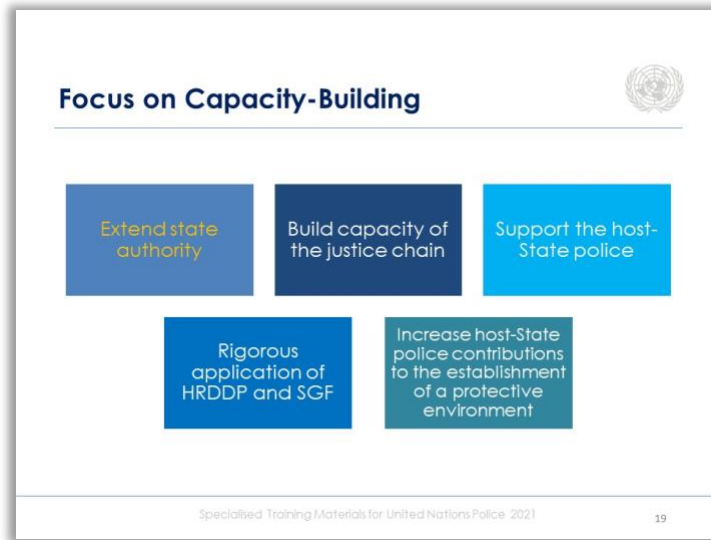 Focus on Capacity-Building
Extend state
authority
Build capacity of
the justice chain
Support the host-
State police
Rigorous
application of
HRDDP and SGF
Increase host-State
police contributions
to the establishment
of a protective
environment
Specialised Training Materials for United Nations Police 2021
19